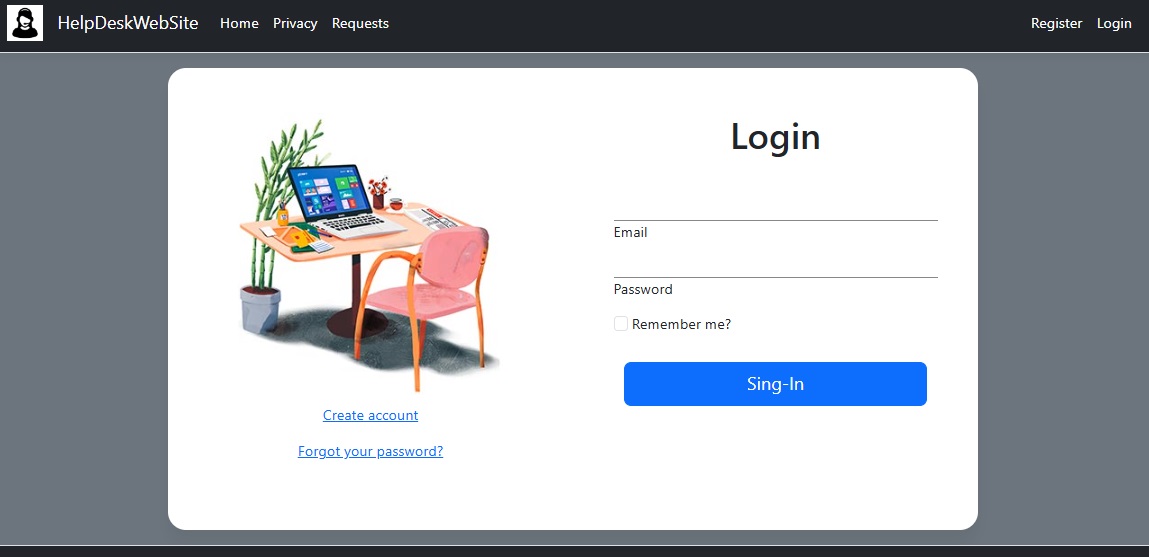 HelpDeskWebSite Home Privacy Requests Register Login
Login
Email
Password
Remember me?
Sing-In
Create account
Forgot your password?